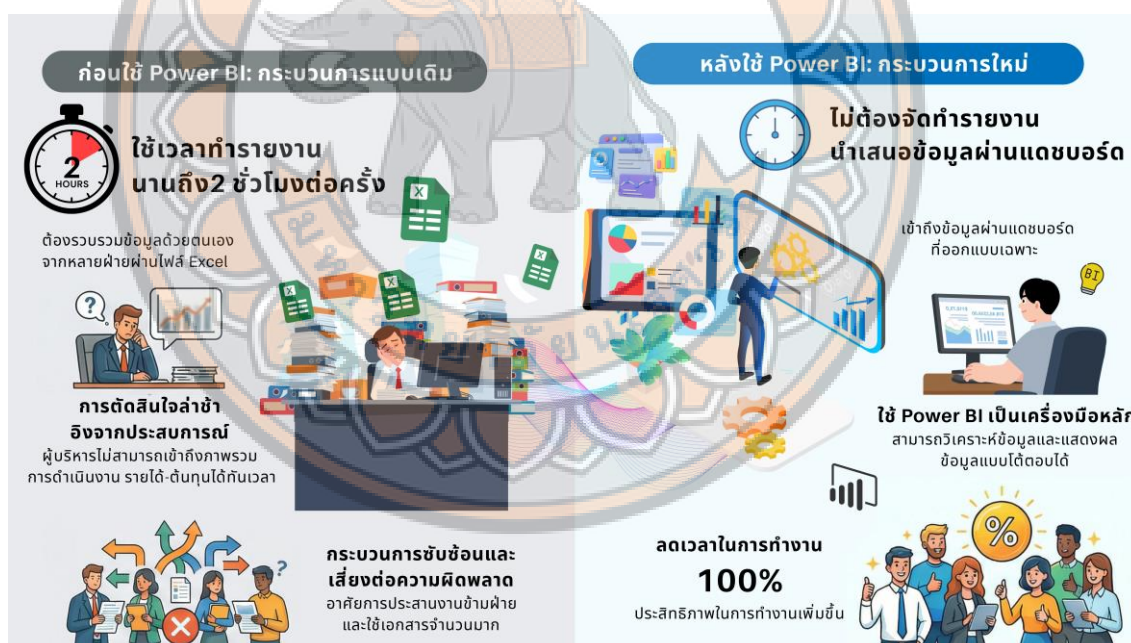 ก่อนใช้ Power BI: กระบวนการแบบเดิม
2
HOURS
ใช้เวลาทำรายงาน
นานถึง2 ชั่วโมงต่อครั้ง
ต้องรวบรวมข้อมูลด้วยตนเอง
จากหลายฝ่ายผ่านไฟล์ Excel
?
การตัดสินใจล่าช้า
อิงจากประสบการณ์
ผู้บริหารไม่สามารถเข้าถึงภาพรวม
การดำเนินงาน รายได้-ต้นทุนได้ทันเวลา
?
กระบวนการซับซ้อนและ
เสี่ยงต่อความผิดพลาด
อาศัยการประสานงานข้ามฝ่าย
และใช้เอกสารจำนวนมาก
X
X
X
X
หลังใช้ Power BI: กระบวนการใหม่
ไม่ต้องจัดทำรายงาน
นำเสนอข้อมูลผ่านแดชบอร์ด
เข้าถึงข้อมูลผ่านแดชบอร์ด
ที่ออกแบบเฉพาะ
BI
ใช้ Power BI เป็นเครื่องมือหลัก
สามารถวิเคราะห์ข้อมูลและแสดงผล
ข้อมูลแบบโต้ตอบได้
ลดเวลาในการทำงาน
100%
ประสิทธิภาพในการทำงานเพิ่มขึ้น
%